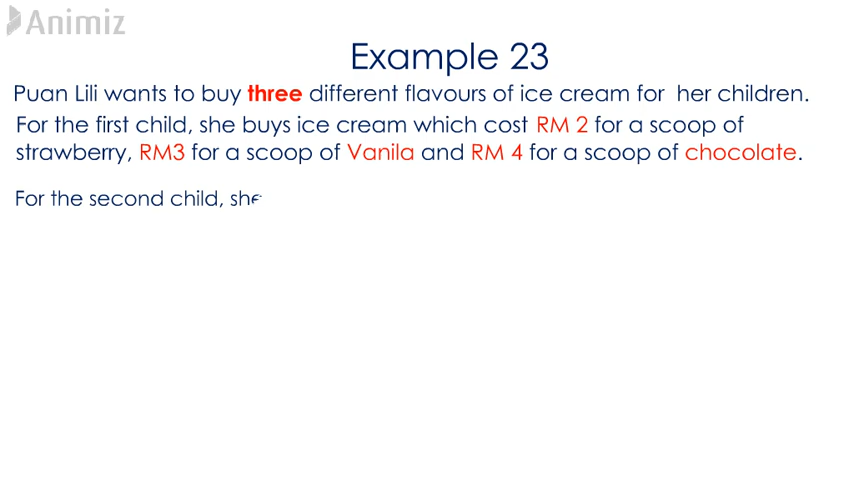 Animiz
Example 23
Puan Lili wants to buy three different flavours of ice cream for her children.
For the first child, she buys ice cream which cost RM 2 for a scoop of
strawberry, RM3 for a scoop of Vanila and RM 4 for a scoop of chocolate.
For the second child, she